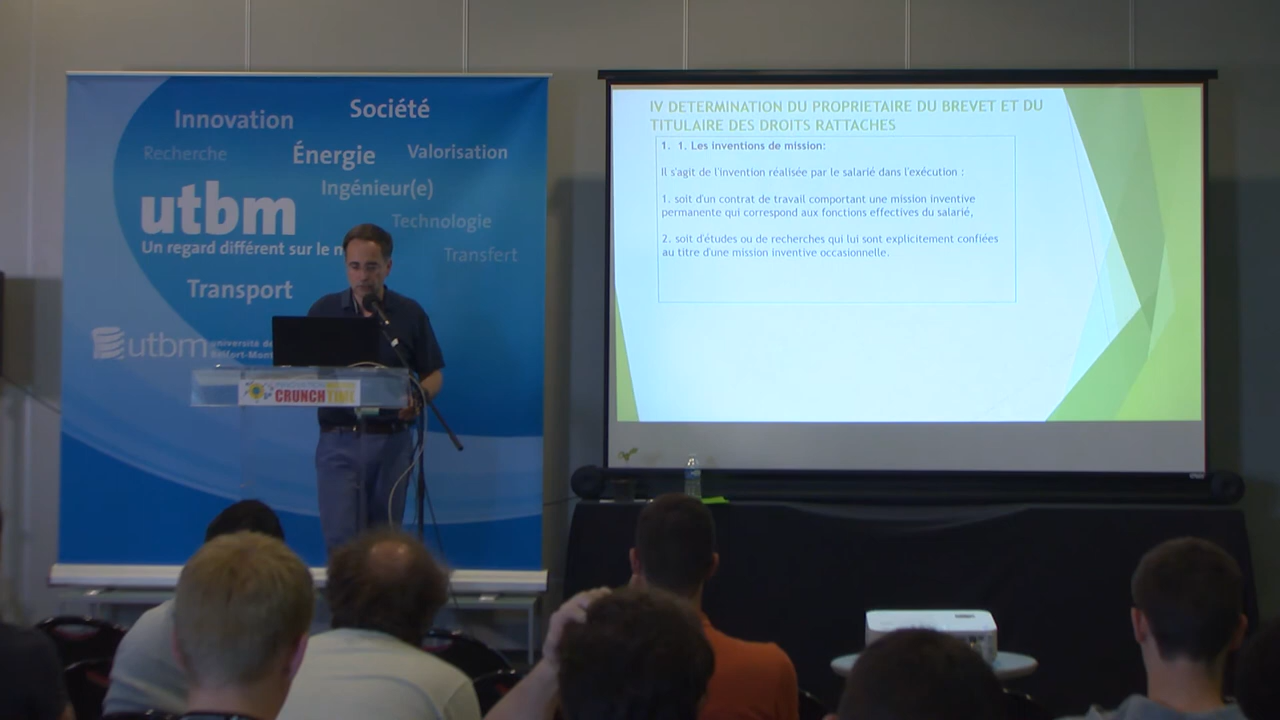 Innovation
Société
Recherche
Énergie
Valorisation
Ingénieur(e)
utbm
Technologie
Un regard différent sur le
Transfert
Transport
utbm
université de
CRUNCH TIME
IV DETERMINATION DU PROPRIETAIRE DU BREVET ET DU
TITULAIRE DES DROITS RATTACHES
1. 1. Les inventions de mission:
Il s'agit de l'invention réalisée par le salarié dans l'exécution :
1. soit d'un contrat de travail comportant une mission inventive
permanente qui correspond aux fonctions effectives du salarié,
2. soit d'études ou de recherches qui lui sont explicitement confiées
au titre d'une mission inventive occasionnelle.